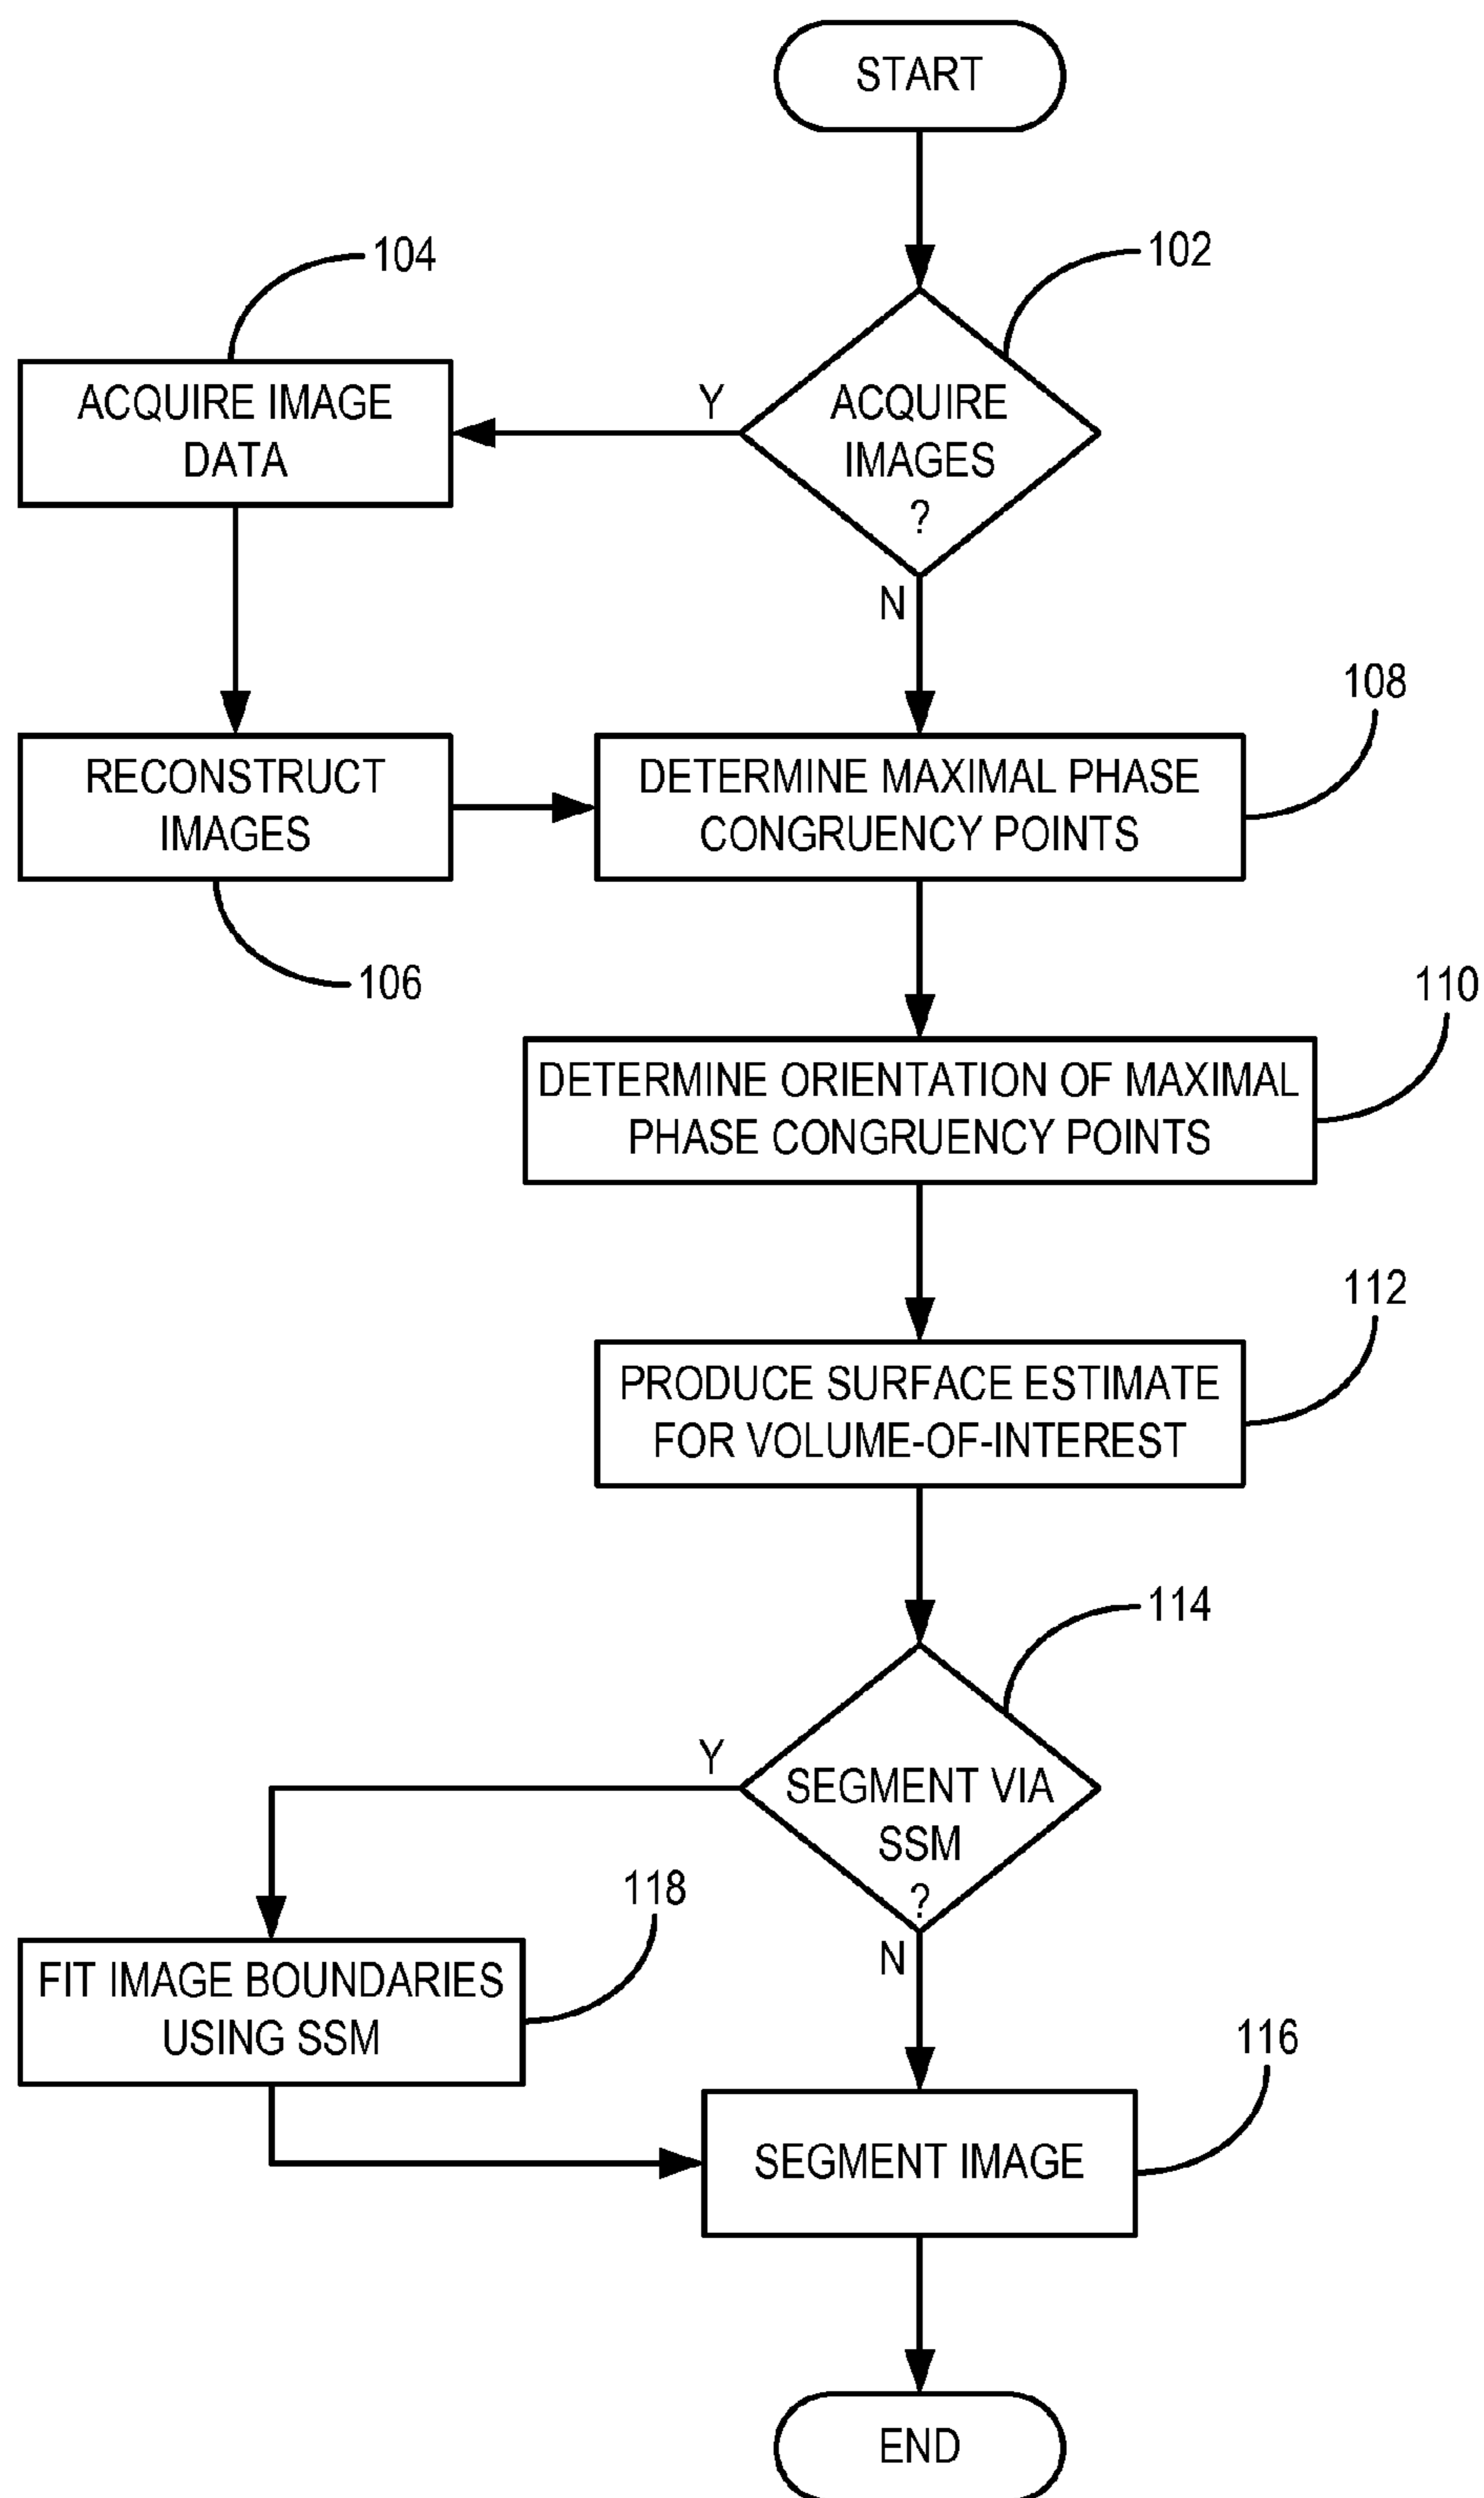 START
102
104
ACQUIRE IMAGE
DATA
Y
ACQUIRE
IMAGES
?
N
108
RECONSTRUCT
IMAGES
DETERMINE MAXIMAL PHASE
CONGRUENCY POINTS
106
110
DETERMINE ORIENTATION OF MAXIMAL
PHASE CONGRUENCY POINTS
112
PRODUCE SURFACE ESTIMATE
FOR VOLUME-OF-INTEREST
114
Y
SEGMENT VIA
SSM
?
118
N
FIT IMAGE BOUNDARIES
USING SSM
116
SEGMENT IMAGE
END